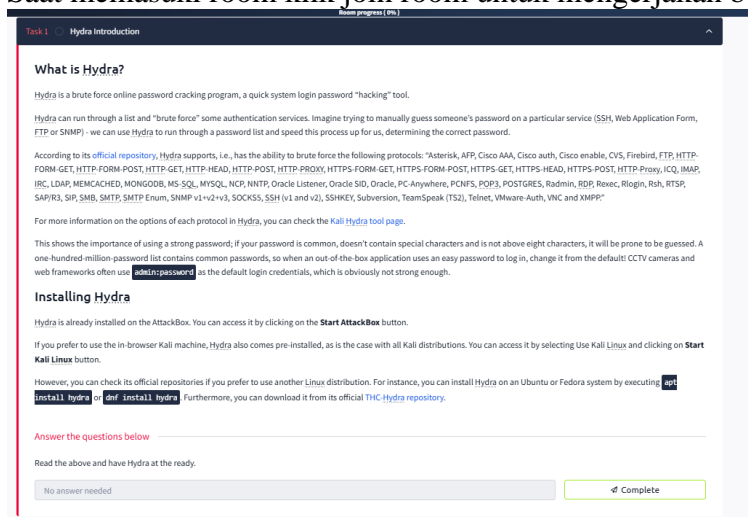 Saat memasuki room klik join room untuk mengerjakan
Room progress ( 0% )
Task 1 Hydra Introduction
What is Hydra?
Hydra is a brute force online password cracking program, a quick system login password “hacking” tool.
Hydra can run through a list and “brute force” some authentication services. Imagine trying to manually guess someone’s password on a particular service (SSH, Web Application Form,
FTP or SNMP) - we can use Hydra to run through a password list and speed this process up for us, determining the correct password.
According to its official repository, Hydra supports, i.e., has the ability to brute force the following protocols: “Asterisk, AFP, Cisco AAA, Cisco auth, Cisco enable, CVS, Firebird, FTP, HTTP-
FORM-GET, HTTP-FORM-POST, HTTP-GET, HTTP-HEAD, HTTP-POST, HTTP-PROXY, HTTPS-FORM-GET, HTTPS-FORM-POST, HTTPS-GET, HTTPS-HEAD, HTTPS-POST, HTTP-Proxy, ICQ, IMAP,
IRC, LDAP, MEMCACHED, MONGODB, MS-SQL, MYSQL, NCP, NNTP, Oracle Listener, Oracle SID, Oracle, PC-Anywhere, PCNFS, POP3, POSTGRES, Radmin, RDP, Rexec, Rlogin, Rsh, RTSP,
SAP/R3, SIP, SMB, SMTP, SMTP Enum, SNMP v1+v2+v3, SOCKS5, SSH (v1 and v2), SSHKEY, Subversion, TeamSpeak (TS2), Telnet, VMware-Auth, VNC and XMPP.”
For more information on the options of each protocol in Hydra, you can check the Kali Hydra tool page.
This shows the importance of using a strong password; if your password is common, doesn’t contain special characters and is not above eight characters, it will be prone to be guessed. A
one-hundred-million-password list contains common passwords, so when an out-of-the-box application uses an easy password to log in, change it from the default! CCTV cameras and
web frameworks often use admin:password as the default login credentials, which is obviously not strong enough.
Installing Hydra
Hydra is already installed on the AttackBox. You can access it by clicking on the Start AttackBox button.
If you prefer to use the in-browser Kali machine, Hydra also comes pre-installed, as is the case with all Kali distributions. You can access it by selecting Use Kali Linux and clicking on Start
Kali Linux button.
However, you can check its official repositories if you prefer to use another Linux distribution. For instance, you can install Hydra on an Ubuntu or Fedora system by executing apt
install hydra or dnf install hydra. Furthermore, you can download it from its official THC-Hydra repository.
Answer the questions below
Read the above and have Hydra at the ready.
No answer needed
Complete